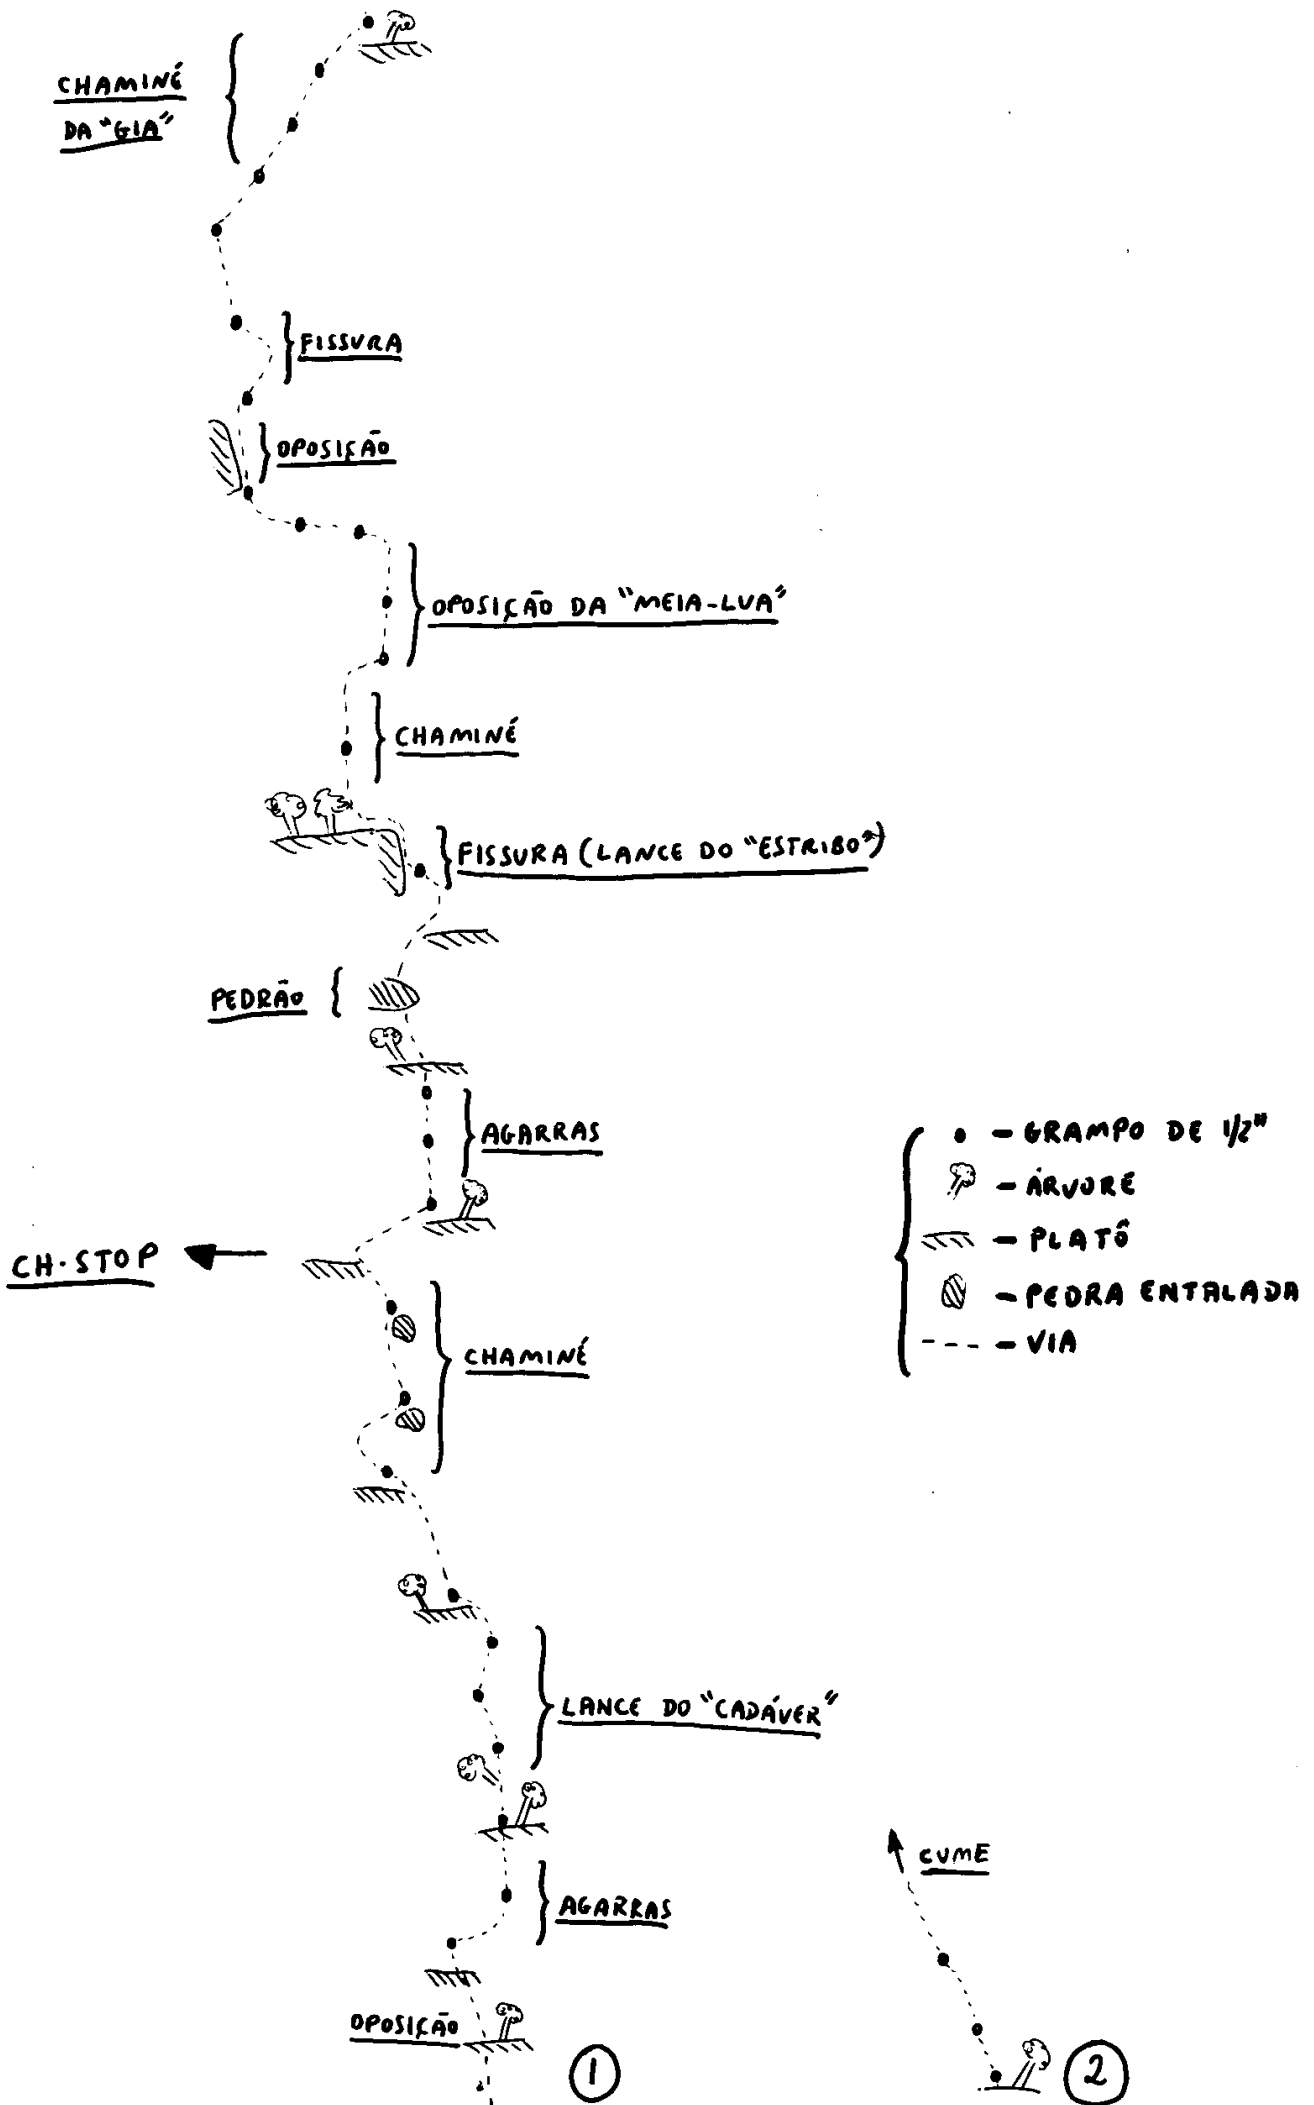 CHAMINÉ
DA "GIA"
FISSURA
OPOSIÇÃO
OPOSIÇÃO DA "MEIA-LUA"
CHAMINÉ
FISSURA (LANCE DO "ESTRIBO")
PEDRÃO
AGARRAS
- GRAMPO DE 1/2"
- ÁRVORE
- PLATÔ
- PEDRA ENTALADA
- VIA
CH. STOP
CHAMINÉ
LANCE DO "CADÁVER"
CUME
AGARRAS
OPOSIÇÃO
1
2